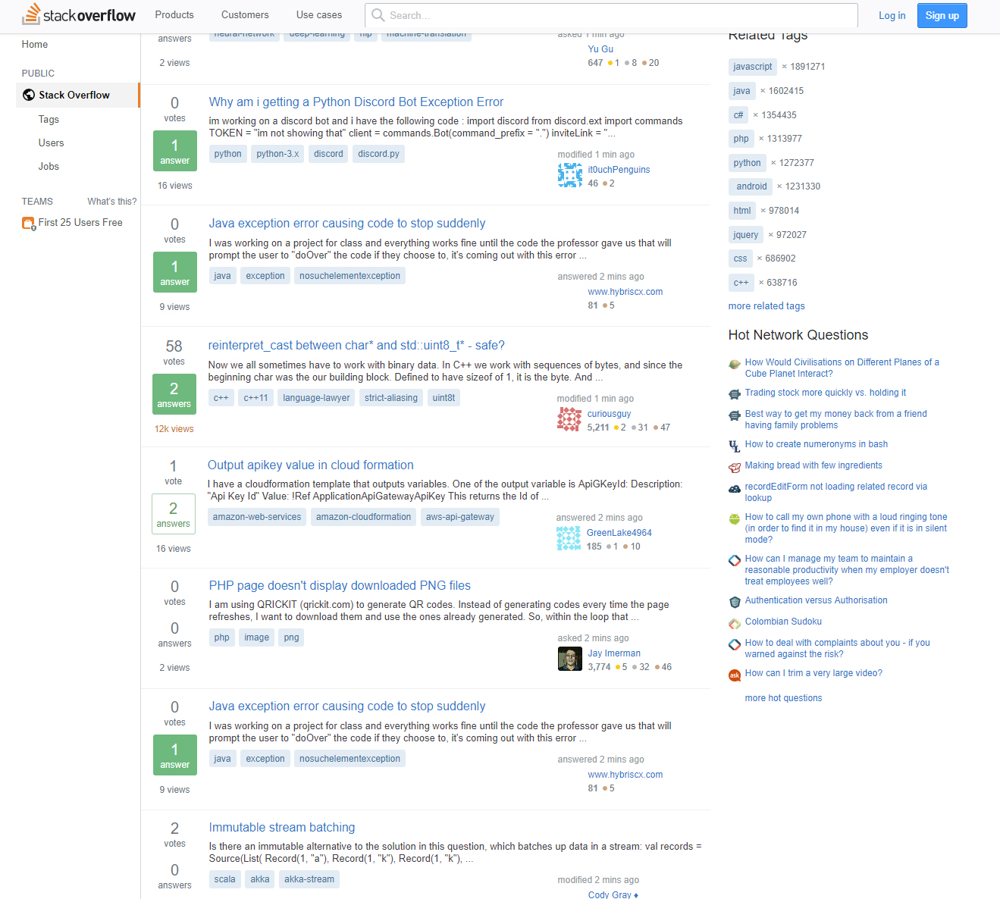 stackoverflow
Products
Customers
Use cases
Search...
Log in
Sign up
Home
PUBLIC
Stack Overflow
Tags
Users
Jobs
TEAMS
What's this?
First 25 Users Free
answers
2 views
neural-network deep-learning nlp machine-translation
asked 1 min ago
Yu Gu
647 1 8 20
0
votes
1
answer
16 views
Why am i getting a Python Discord Bot Exception Error
im working on a discord bot and i have the following code : import discord from discord.ext import commands
TOKEN = "im not showing that" client = commands.Bot(command_prefix = ".") inviteLink = "...
python python-3.x discord discord.py
modified 1 min ago
it0uchPenguins
46 2
0
votes
1
answer
9 views
Java exception error causing code to stop suddenly
I was working on a project for class and everything works fine until the code the professor gave us that will
prompt the user to "doOver" the code if they choose to, it's coming out with this error ...
java exception nosuchelementexception
answered 2 mins ago
www.hybriscx.com
81 5
58
votes
2
answers
12k views
reinterpret_cast between char* and std::uint8_t* - safe?
Now we all sometimes have to work with binary data. In C++ we work with sequences of bytes, and since the
beginning char was the our building block. Defined to have sizeof of 1, it is the byte. And ...
c++ c++11 language-lawyer strict-aliasing uint8t
modified 1 min ago
curiousguy
5,211 2 31 47
1
vote
2
answers
16 views
Output apikey value in cloud formation
I have a cloudformation template that outputs variables. One of the output variable is ApiGKeyId: Description:
"Api Key Id" Value: !Ref ApplicationApiGatewayApiKey This returns the Id of ...
amazon-web-services amazon-cloudformation aws-api-gateway
answered 2 mins ago
GreenLake4964
185 1 10
0
votes
0
answers
2 views
PHP page doesn't display downloaded PNG files
I am using QRICKIT (qrickit.com) to generate QR codes. Instead of generating codes every time the page
refreshes, I want to download them and use the ones already generated. So, within the loop that ...
php image png
asked 2 mins ago
Jay Imerman
3,774 5 32 46
0
votes
1
answer
9 views
Java exception error causing code to stop suddenly
I was working on a project for class and everything works fine until the code the professor gave us that will
prompt the user to "doOver" the code if they choose to, it's coming out with this error ...
java exception nosuchelementexception
answered 2 mins ago
www.hybriscx.com
81 5
2
votes
0
answers
Immutable stream batching
Is there an immutable alternative to the solution in this question, which batches up data in a stream: val records =
Source(List( Record(1, "a"), Record(1, "k"), Record(1, "k"), ...
scala akka akka-stream
modified 2 mins ago
Cody Gray ♦
Related Tags
javascript × 1891271
java × 1602415
c# × 1354435
php × 1313977
python × 1272377
android × 1231330
html × 978014
jquery × 972027
css × 686902
c++ × 638716
more related tags
Hot Network Questions
How Would Civilisations on Different Planes of a
Cube Planet Interact?
Trading stock more quickly vs. holding it
Best way to get my money back from a friend
having family problems
UL
How to create numeronyms in bash
Making bread with few ingredients
recordEditForm not loading related record via
lookup
How to call my own phone with a loud ringing tone
(in order to find it in my house) even if it is in silent
mode?
How can I manage my team to maintain a
reasonable productivity when my employer doesn't
treat employees well?
Authentication versus Authorisation
Colombian Sudoku
How to deal with complaints about you - if you
warned against the risk?
ask
How can I trim a very large video?
more hot questions